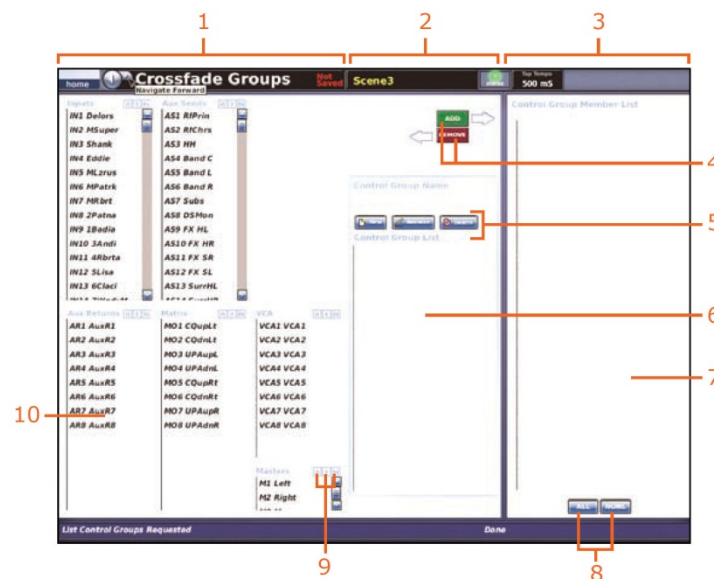 1
2
3
home
Crossfade Groups
Not Saved
Scene3
Tap Tempo
500 mS
Navigate Forward
Inputs
Aux Sends
IN1 Delors
IN2 MSuper
IN3 Shank
IN4 Eddie
IN5 MLzrus
IN6 MPatrk
IN7 MRbrt
IN8 2Patna
IN9 1Badia
IN10 3Andi
IN11 4Rbrta
IN12 5Lisa
IN13 6Claci
AS1 RfPrin
AS2 RfChrs
AS3 HH
AS4 Band C
AS5 Band L
AS6 Band R
AS7 Subs
AS8 DSMon
AS9 FX HL
AS10 FX HR
AS11 FX SR
AS12 FX SL
AS13 SurrHL
ADD
REMOVE
4
Control Group Name
5
Control Group List
6
Control Group Member List
7
Aux Returns
Matrix
VCA
AR1 AuxR1
AR2 AuxR2
AR3 AuxR3
AR4 AuxR4
AR5 AuxR5
AR6 AuxR6
AR7 AuxR7
AR8 AuxR8
MO1 CQupLt
MO2 CQdnLt
MO3 UPAupL
MO4 UPAdnL
MO5 CQupRt
MO6 CQdnRt
MO7 UPAupR
MO8 UPAdnR
VCA1 VCA1
VCA2 VCA2
VCA3 VCA3
VCA4 VCA4
VCA5 VCA5
VCA6 VCA6
VCA7 VCA7
VCA8 VCA8
10
Masters
M1 Left
M2 Right
ALL
NONE
List Control Groups Requested
Done
9
8